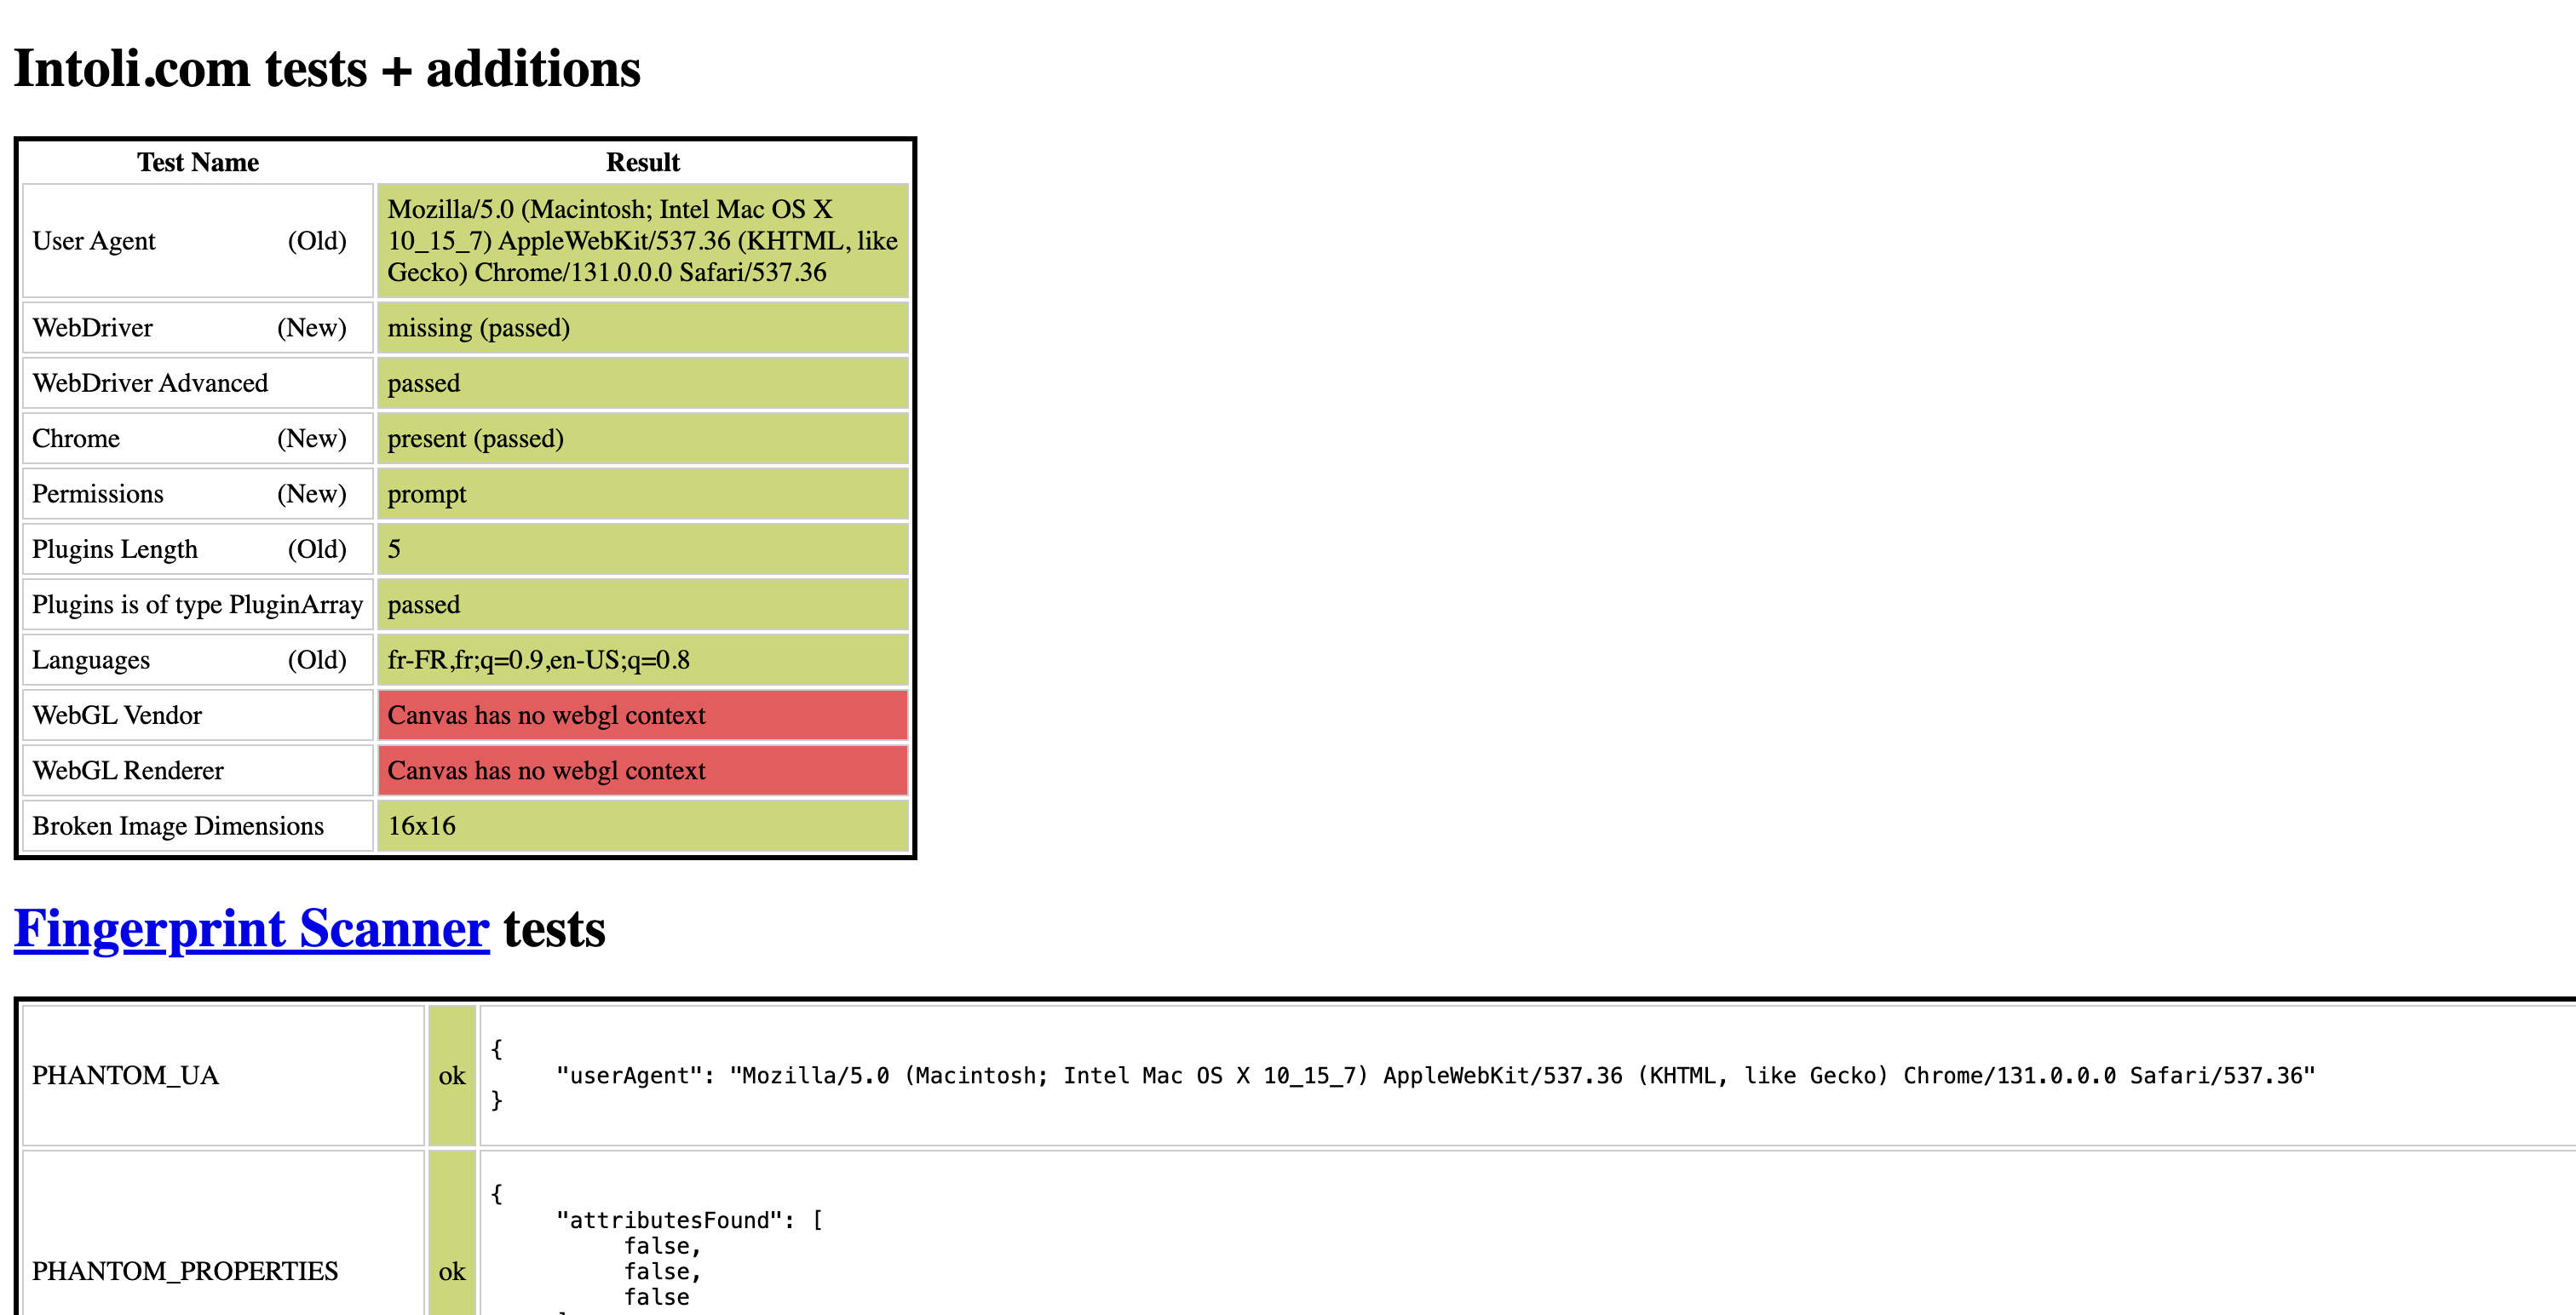 Intoli.com tests + additions
Test Name Result
User Agent (Old) Mozilla/5.0 (Macintosh; Intel Mac OS X
10_15_7) AppleWebKit/537.36 (KHTML, like
Gecko) Chrome/131.0.0.0 Safari/537.36
WebDriver (New) missing (passed)
WebDriver Advanced passed
Chrome (New) present (passed)
Permissions (New) prompt
Plugins Length (Old) 5
Plugins is of type PluginArray passed
Languages (Old) fr-FR,fr;q=0.9,en-US;q=0.8
WebGL Vendor Canvas has no webgl context
WebGL Renderer Canvas has no webgl context
Broken Image Dimensions 16x16
Fingerprint Scanner tests
PHANTOM_UA ok {
"userAgent": "Mozilla/5.0 (Macintosh; Intel Mac OS X 10_15_7) AppleWebKit/537.36 (KHTML, like Gecko) Chrome/131.0.0.0 Safari/537.36"
}
PHANTOM_PROPERTIES ok {
"attributesFound": [
false,
false,
false